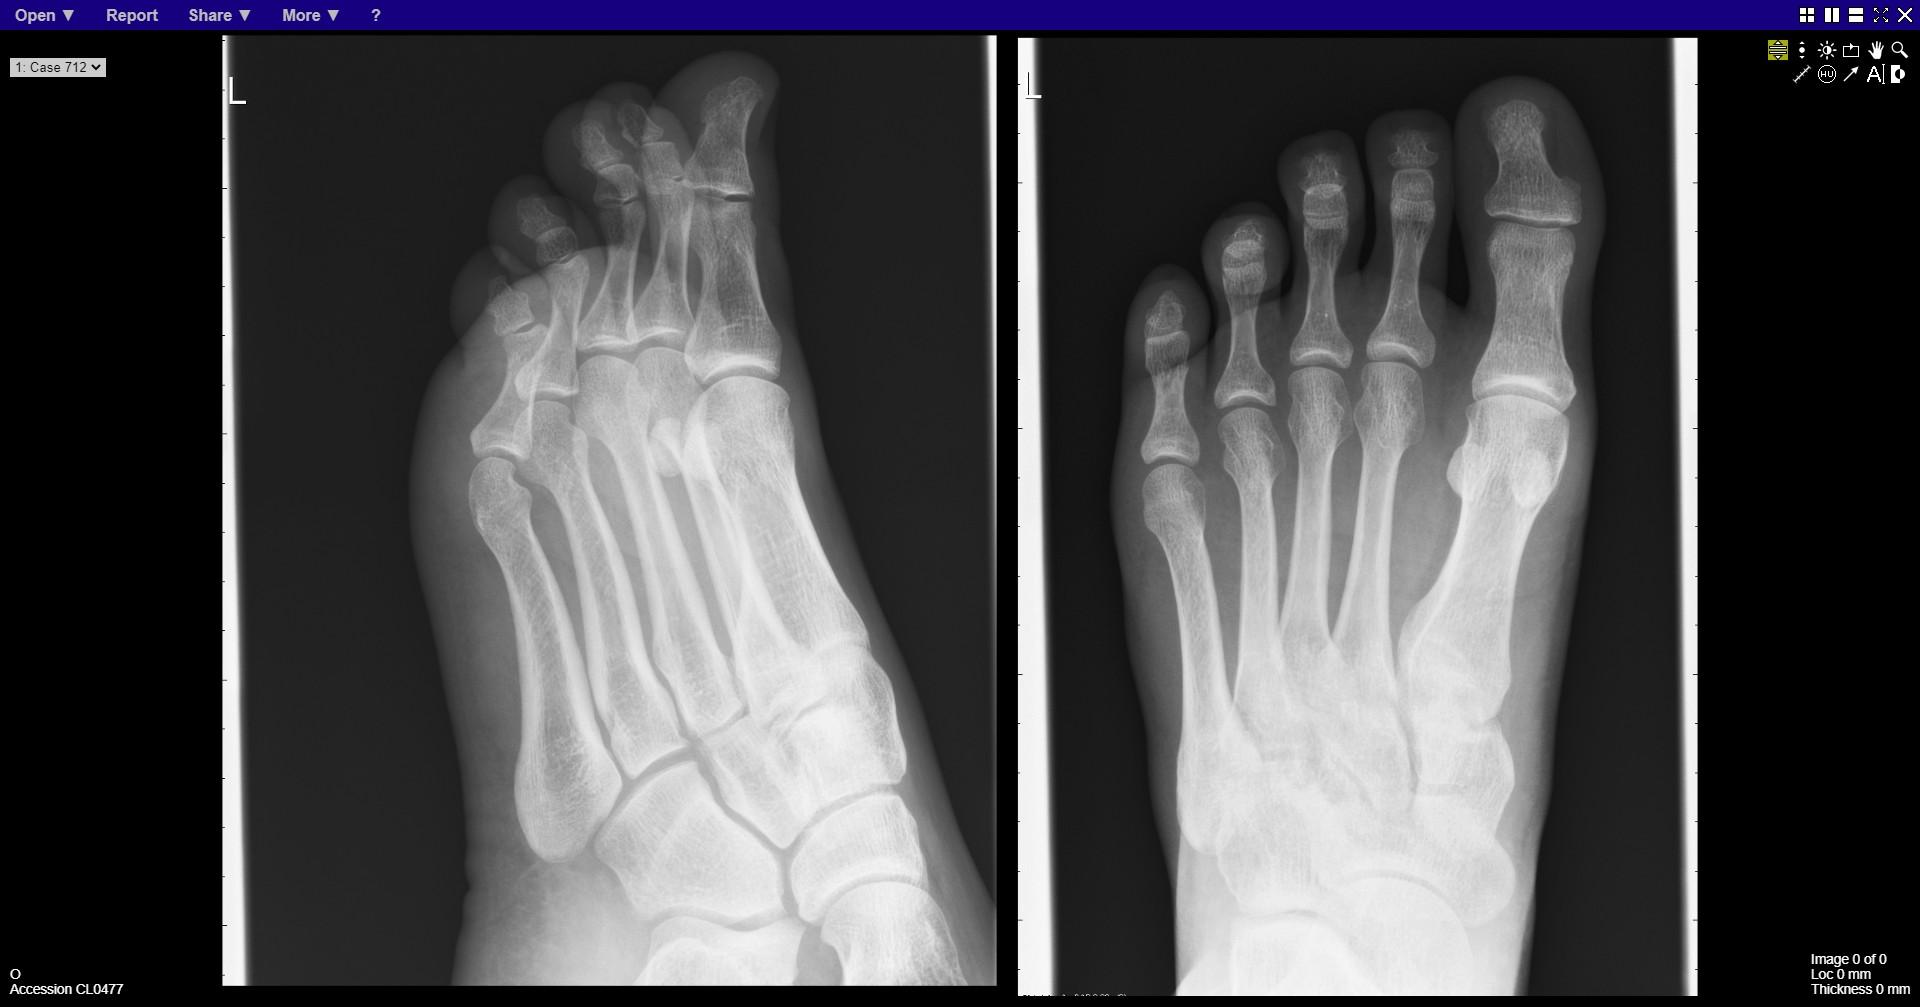 Open ▼ Report Share ▼ More ▼ ?
1: Case 712
L
L
HU
A
O
Accession CL0477
Image 0 of 0
Loc 0 mm
Thickness 0 mm